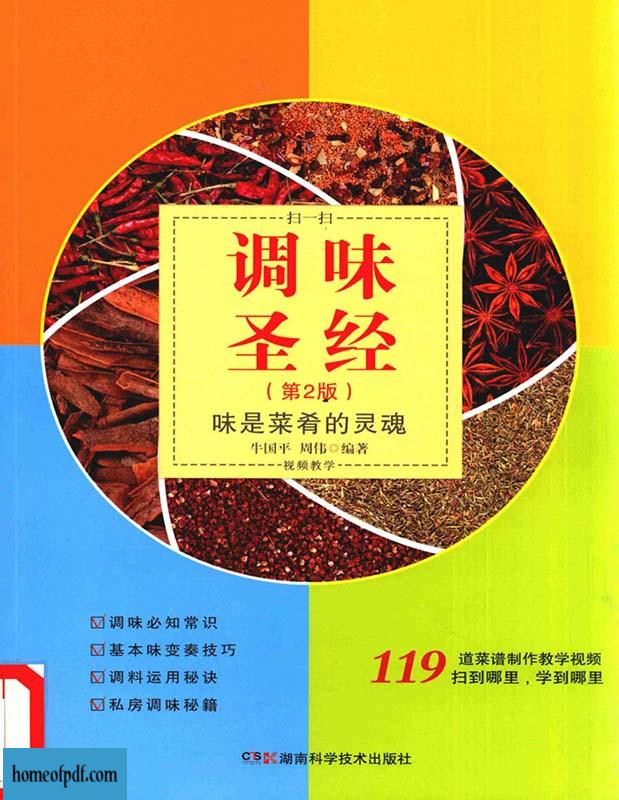 扫一扫
调味
圣经
（第2版）
味是菜肴的灵魂
牛国平 周伟◎编著
视频教学
调味必知常识
基本味变奏技巧
调料运用秘诀
私房调味秘籍
119
道菜谱制作教学视频
扫到哪里，学到哪里
CSK湖南科学技术出版社
homeofpdf.com